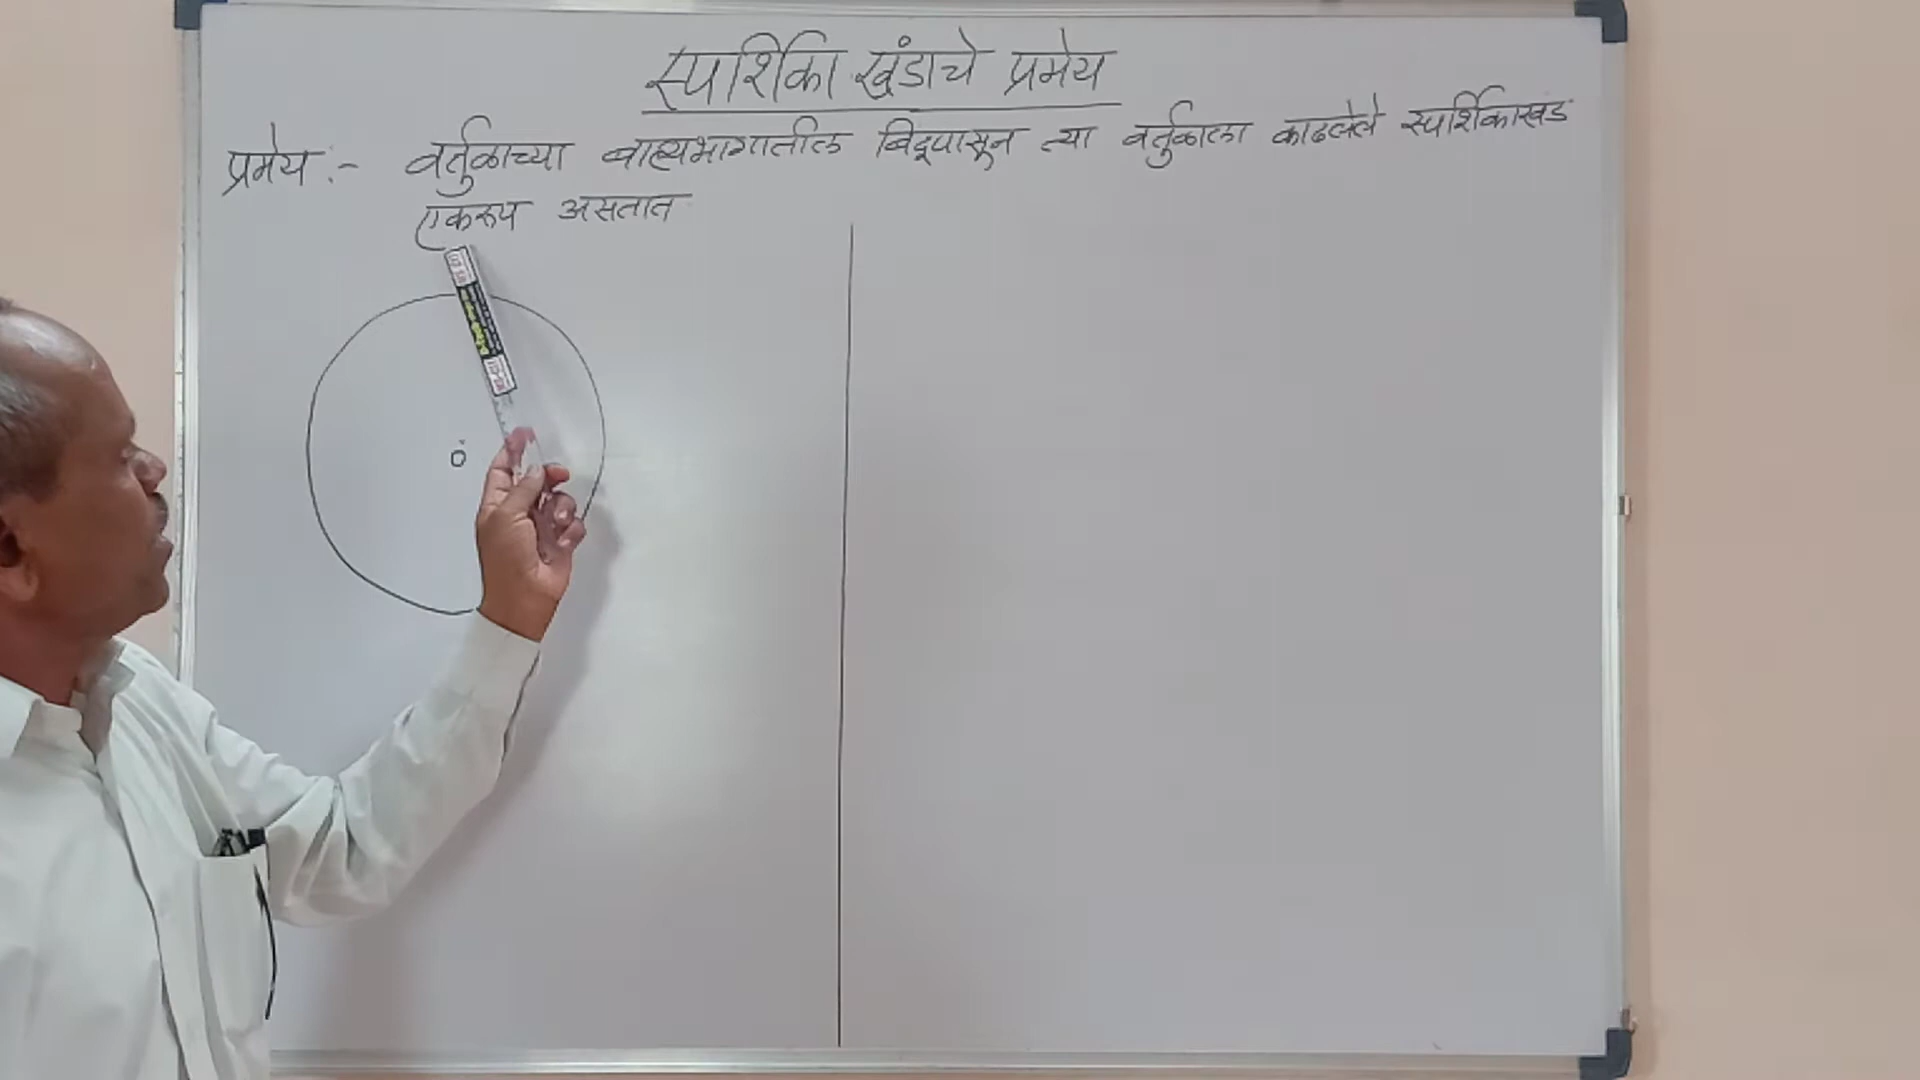 स्पर्शिका खंडाचे प्रमेय
प्रमेय :- वर्तुळाच्या बाह्यभागातील बिंदूपासून त्या वर्तुळाला काढलेले स्पर्शिकाखंड
एकरूप असतात
O